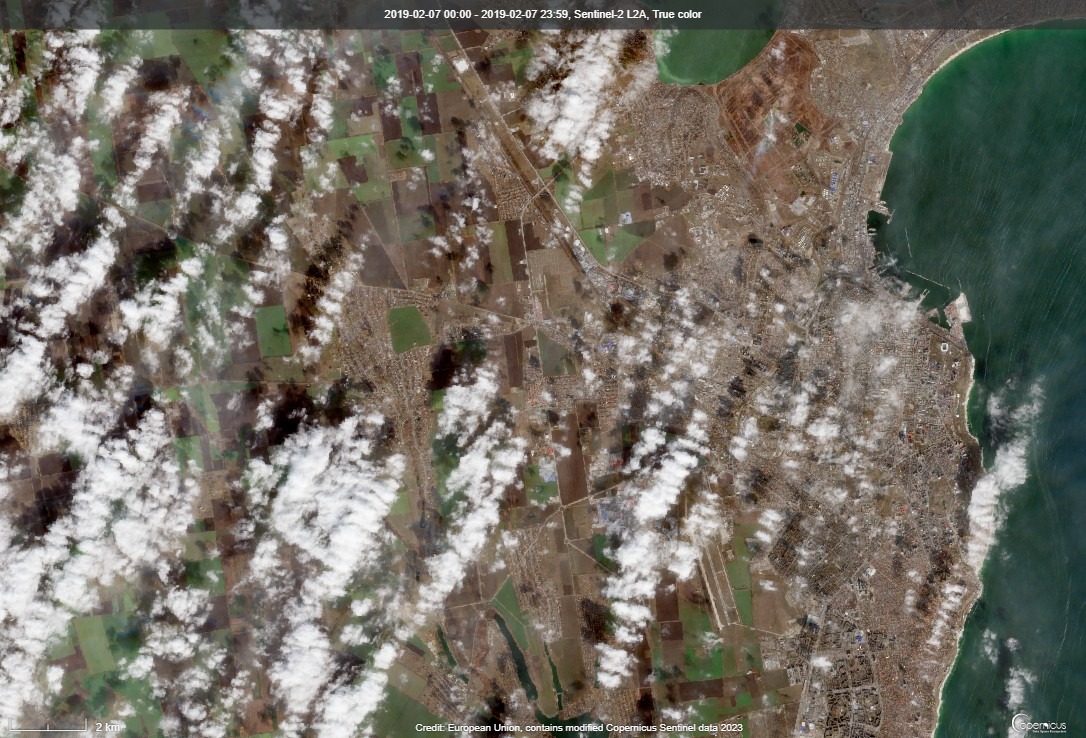 2019-02-07 00:00 - 2019-02-07 23:59, Sentinel-2 L2A, True color
2 km
Credit: European Union, contains modified Copernicus Sentinel data 2023
opernicus